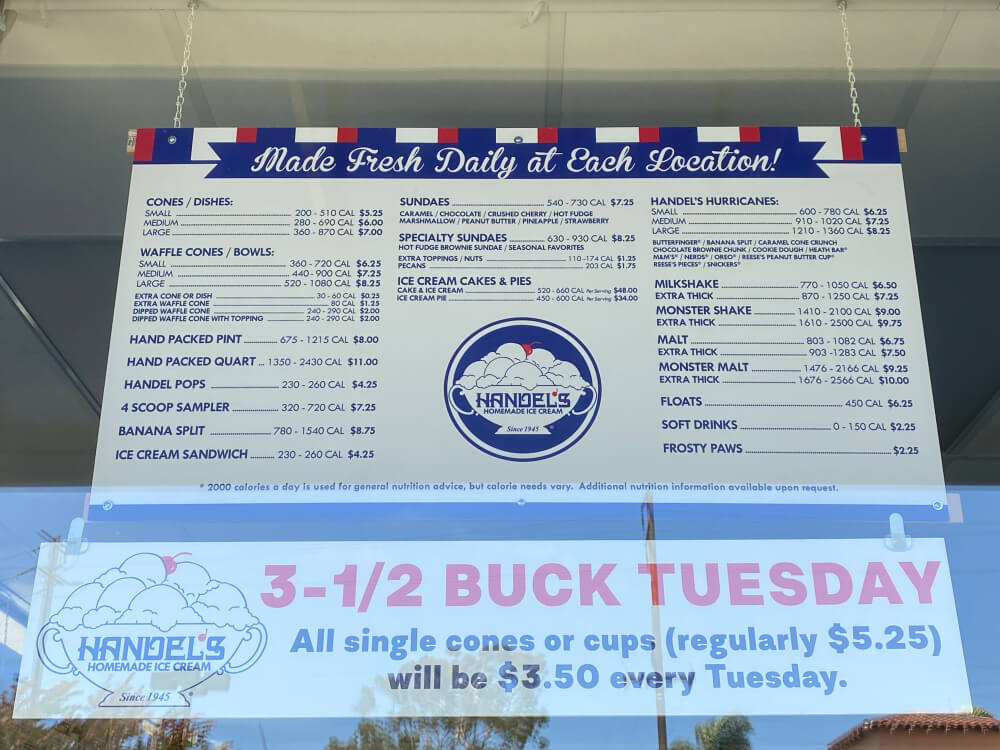 Made Fresh Daily at Each Location!
CONES / DISHES:
SMALL 200 - 510 CAL $5.25
MEDIUM 280 - 690 CAL $6.00
LARGE 360 - 870 CAL $7.00
WAFFLE CONES / BOWLS:
SMALL 360 - 720 CAL $6.25
MEDIUM 440 - 900 CAL $7.25
LARGE 520 - 1080 CAL $8.25
EXTRA CONE OR DISH 30 - 60 CAL $0.25
EXTRA WAFFLE CONE 80 CAL $1.25
DIPPED WAFFLE CONE 240 - 290 CAL $2.00
DIPPED WAFFLE CONE WITH TOPPING 240 - 290 CAL $2.00
HAND PACKED PINT 675 - 1215 CAL $8.00
HAND PACKED QUART 1350 - 2430 CAL $11.00
HANDEL POPS 230 - 260 CAL $4.25
4 SCOOP SAMPLER 320 - 720 CAL $7.25
BANANA SPLIT 780 - 1540 CAL $8.75
ICE CREAM SANDWICH 230 - 260 CAL $4.25
SUNDAES 540 - 730 CAL $7.25
CARAMEL / CHOCOLATE / CRUSHED CHERRY / HOT FUDGE
MARSHMALLOW / PEANUT BUTTER / PINEAPPLE / STRAWBERRY
SPECIALTY SUNDAES 630 - 930 CAL $8.25
HOT FUDGE BROWNIE SUNDAE / SEASONAL FAVORITES
EXTRA TOPPINGS / NUTS 110 -174 CAL $1.25
PECANS 203 CAL $1.75
ICE CREAM CAKES & PIES
CAKE & ICE CREAM 520 - 660 CAL Per Serving $48.00
ICE CREAM PIE 450 - 600 CAL Per Serving $34.00
HANDEL'S
HOMEMADE ICE CREAM
Since 1945
HANDEL'S HURRICANES:
SMALL 600 - 780 CAL $6.25
MEDIUM 910 - 1020 CAL $7.25
LARGE 1210 - 1360 CAL $8.25
BUTTERFINGER® / BANANA SPLIT / CARAMEL CONE CRUNCH
CHOCOLATE BROWNIE CHUNK / COOKIE DOUGH / HEATH BAR®
M&M'S® / NERDS® / OREO® / REESE'S PEANUT BUTTER CUP®
REESE'S PIECES® / SNICKERS®
MILKSHAKE 770 - 1050 CAL $6.50
EXTRA THICK 870 - 1250 CAL $7.25
MONSTER SHAKE 1410 - 2100 CAL $9.00
EXTRA THICK 1610 - 2500 CAL $9.75
MALT 803 - 1082 CAL $6.75
EXTRA THICK 903 -1283 CAL $7.50
MONSTER MALT 1476 - 2166 CAL $9.25
EXTRA THICK 1676 - 2566 CAL $10.00
FLOATS 450 CAL $6.25
SOFT DRINKS 0 - 150 CAL $2.25
FROSTY PAWS $2.25
* 2000 calories a day is used for general nutrition advice, but calorie needs vary. Additional nutrition information available upon request.
HANDEL'S
HOMEMADE ICE CREAM
Since 1945
3-1/2 BUCK TUESDAY
All single cones or cups (regularly $5.25)
will be $3.50 every Tuesday.